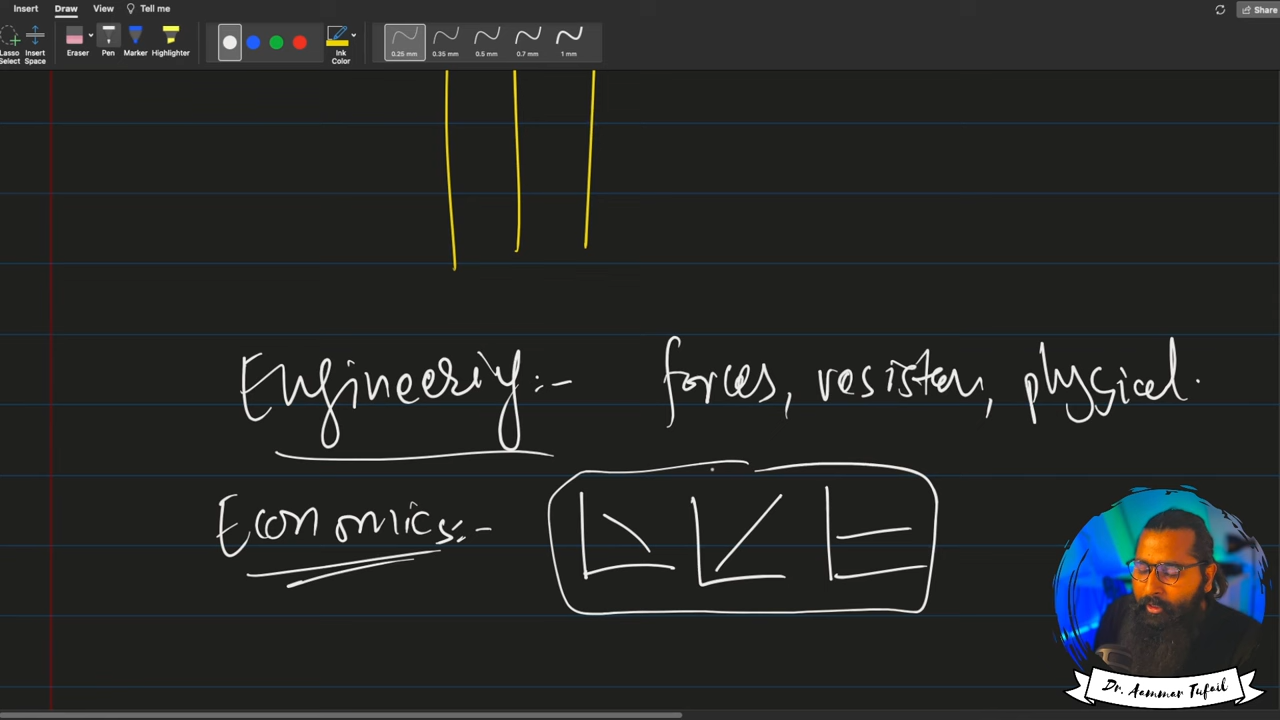 Insert Draw View Tell me Share
Lasso Select Insert Space Eraser Pen Marker Highlighter Ink Color 0.25 mm 0.35 mm 0.5 mm 0.7 mm 1 mm
Engineering:- forces, resisten, physical.
Economics:-
Dr. Aammar Tufail